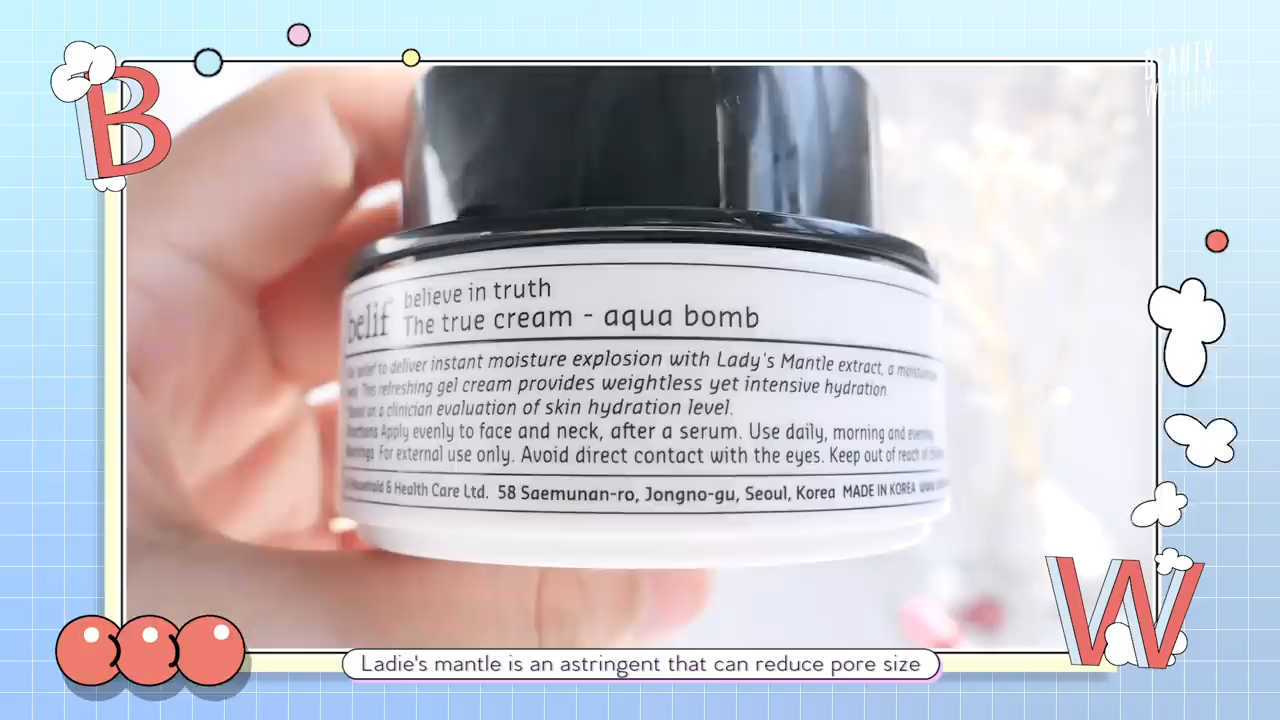 BEAUTY
WITHIN
B
belif
believe in truth
The true cream - aqua bomb
to deliver instant moisture explosion with Lady's Mantle extract, a
This refreshing gel cream provides weightless yet intensive hydration.
on a clinician evaluation of skin hydration level.
Apply evenly to face and neck, after a serum. Use daily, morning and evening
For external use only. Avoid direct contact with the eyes. Keep out of reach of
Household & Health Care Ltd. 58 Saemunan-ro, Jongno-gu, Seoul, Korea MADE IN KOREA
W
Ladie's mantle is an astringent that can reduce pore size